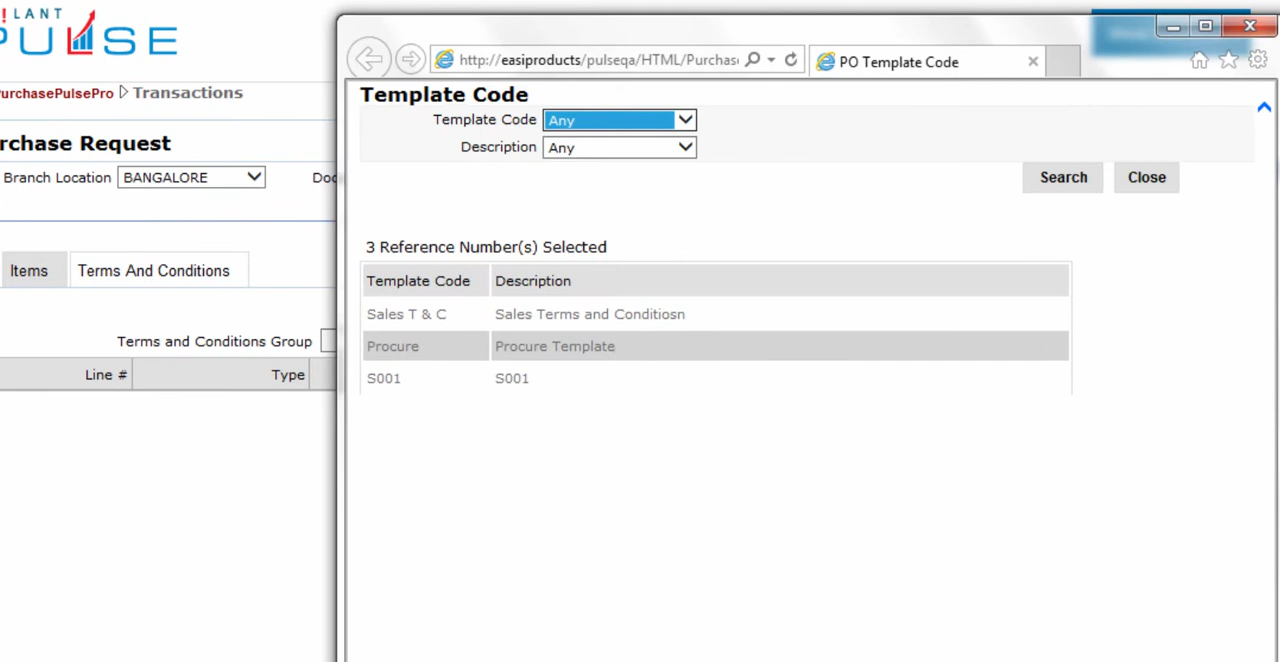 !LANT
PULSE
urchasePulsePro Transactions
rchase Request
Branch Location BANGALORE Doc
Items Terms And Conditions
Terms and Conditions Group
Line # Type
http://easiproducts/pulseqa/HTML/Purchas
PO Template Code
Template Code
Template Code Any
Description Any
Search Close
3 Reference Number(s) Selected
Template Code Description
Sales T & C Sales Terms and Conditiosn
Procure Procure Template
S001 S001